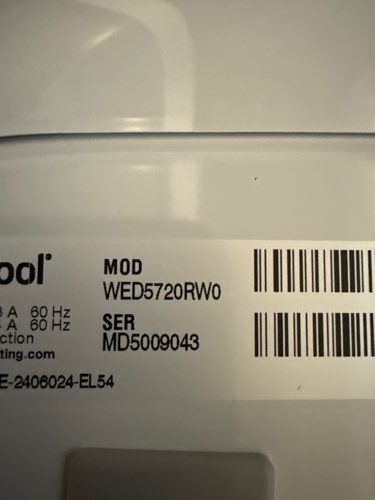 ool
MOD
WED5720RW0
A 60 Hz
A 60 Hz
SER
MD5009043
ction
ting.com
E-2406024-EL54